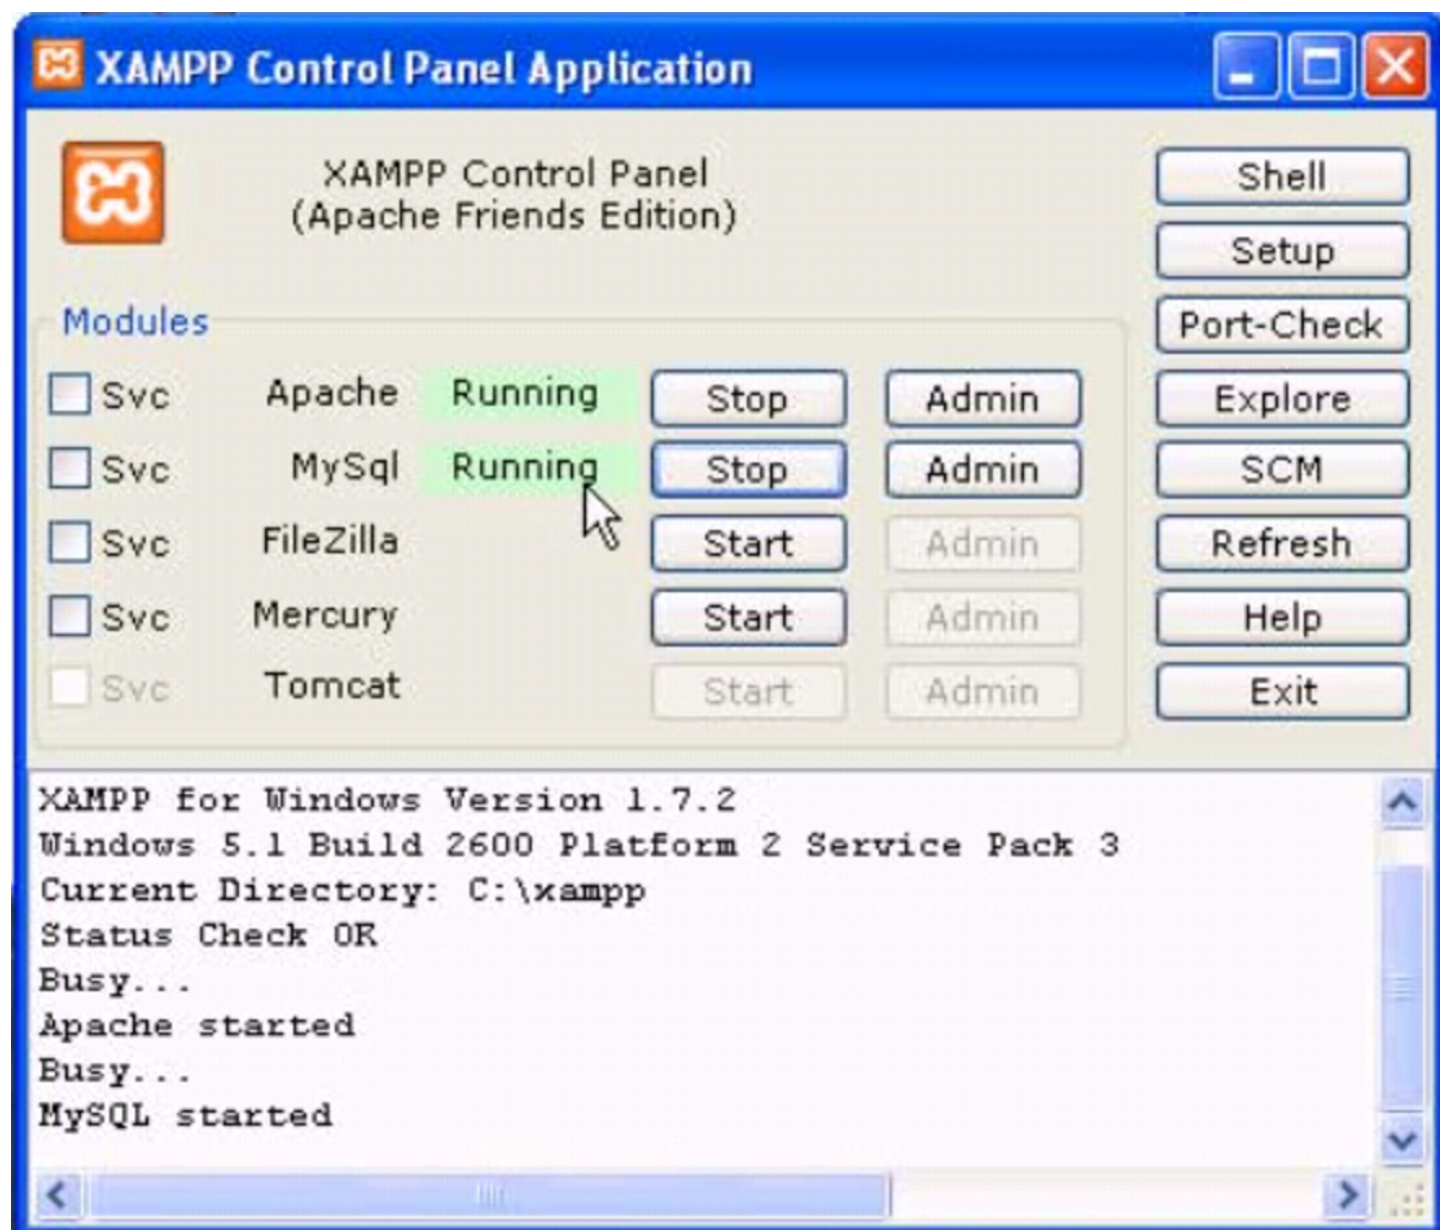 XAMPP Control Panel Application
XAMPP Control Panel
(Apache Friends Edition)
Shell
Setup
Port-Check
Explore
SCM
Refresh
Help
Exit
Modules
Svc Apache Running Stop Admin
Svc MySql Running Stop Admin
Svc FileZilla Start Admin
Svc Mercury Start Admin
Svc Tomcat Start Admin
XAMPP for Windows Version 1.7.2
Windows 5.1 Build 2600 Platform 2 Service Pack 3
Current Directory: C:\xampp
Status Check OK
Busy...
Apache started
Busy...
MySQL started